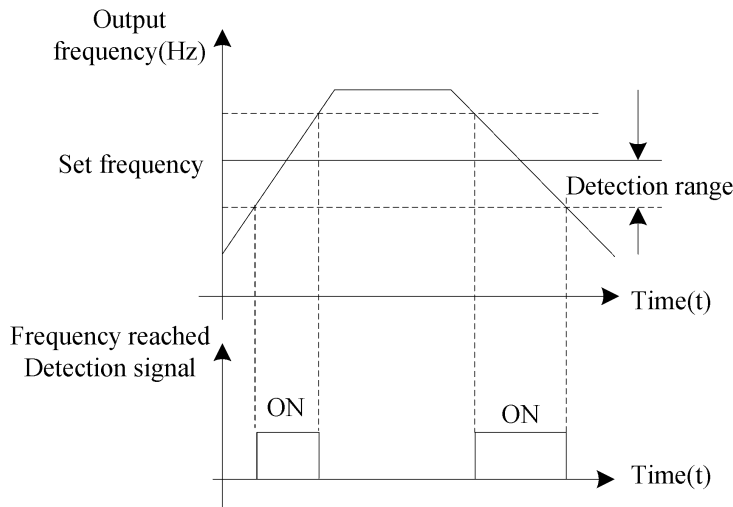 Output
frequency(Hz)
Set frequency
Detection range
Time(t)
Frequency reached
Detection signal
ON
ON
Time(t)